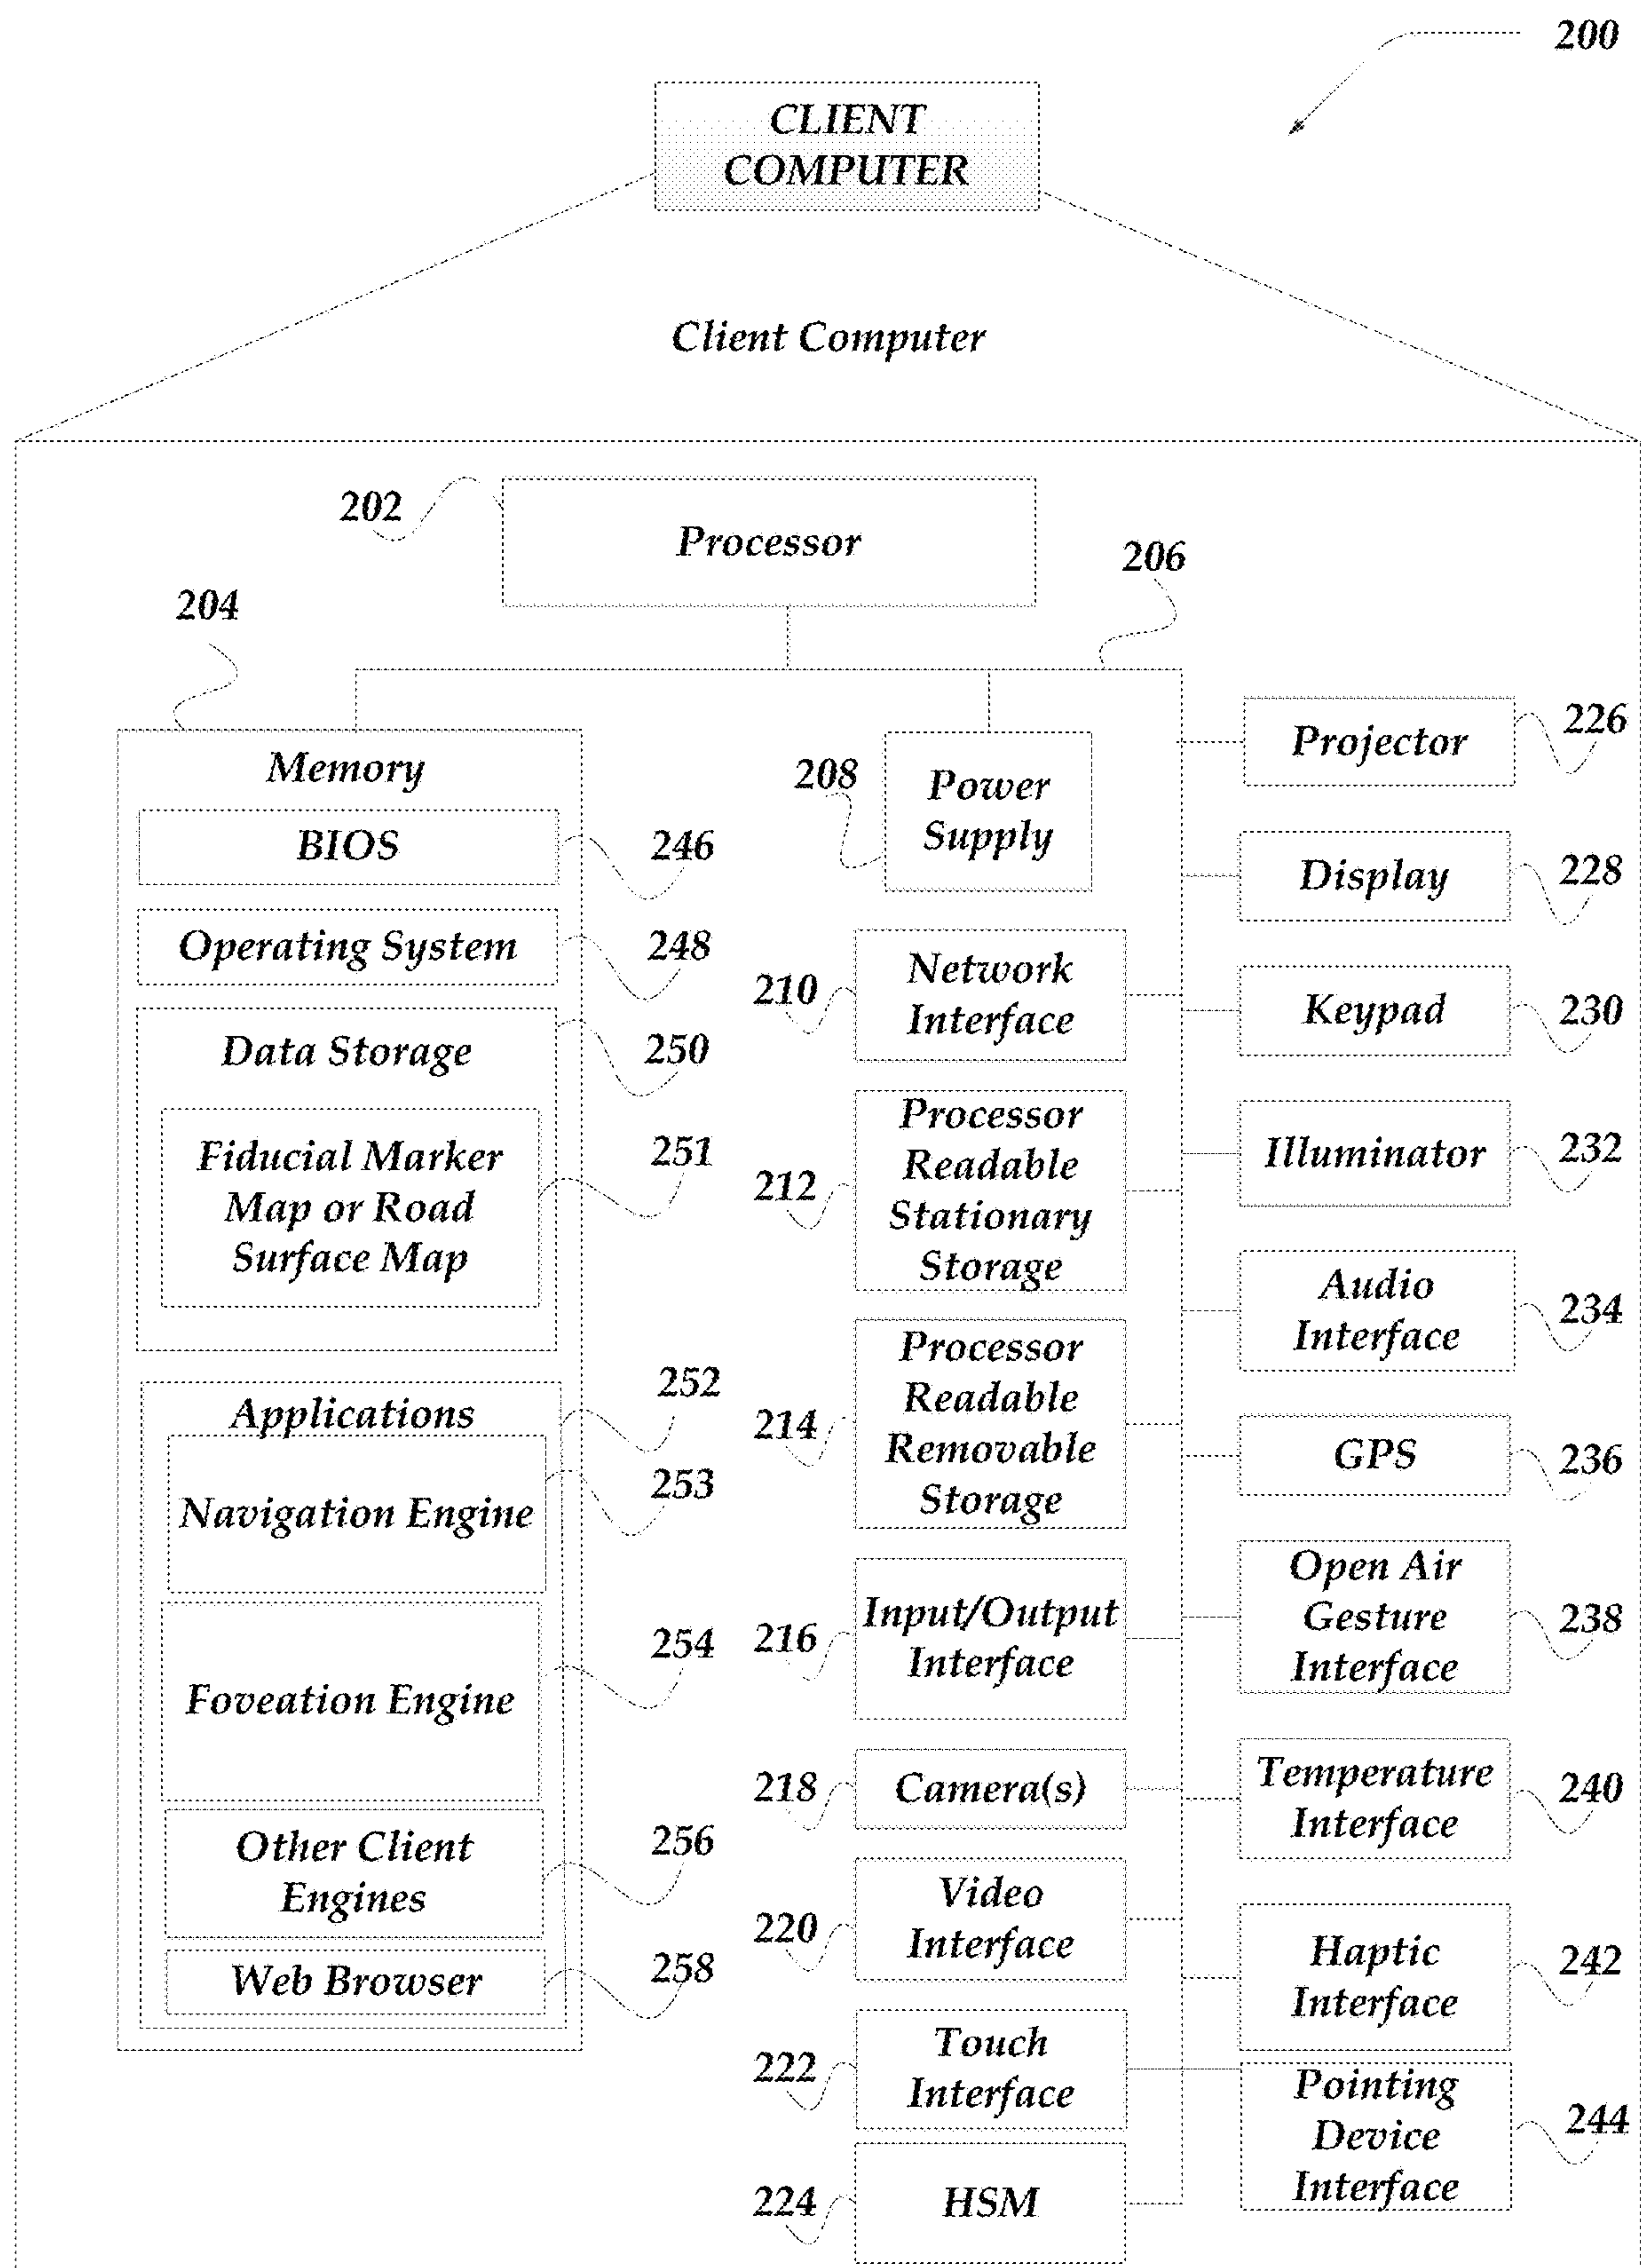 200
CLIENT
COMPUTER
Client Computer
202
Processor
206
204
Memory
BIOS
246
Operating System
248
Data Storage
250
Fiducial Marker
Map or Road
Surface Map
251
Applications
252
Navigation Engine
253
Foveation Engine
254
Other Client
Engines
256
Web Browser
258
208
Power
Supply
210
Network
Interface
212
Processor
Readable
Stationary
Storage
214
Processor
Readable
Removable
Storage
216
Input/Output
Interface
218
Camera(s)
220
Video
Interface
222
Touch
Interface
224
HSM
Projector
226
Display
228
Keypad
230
Illuminator
232
Audio
Interface
234
GPS
236
Open Air
Gesture
Interface
238
Temperature
Interface
240
Haptic
Interface
242
Pointing
Device
Interface
244